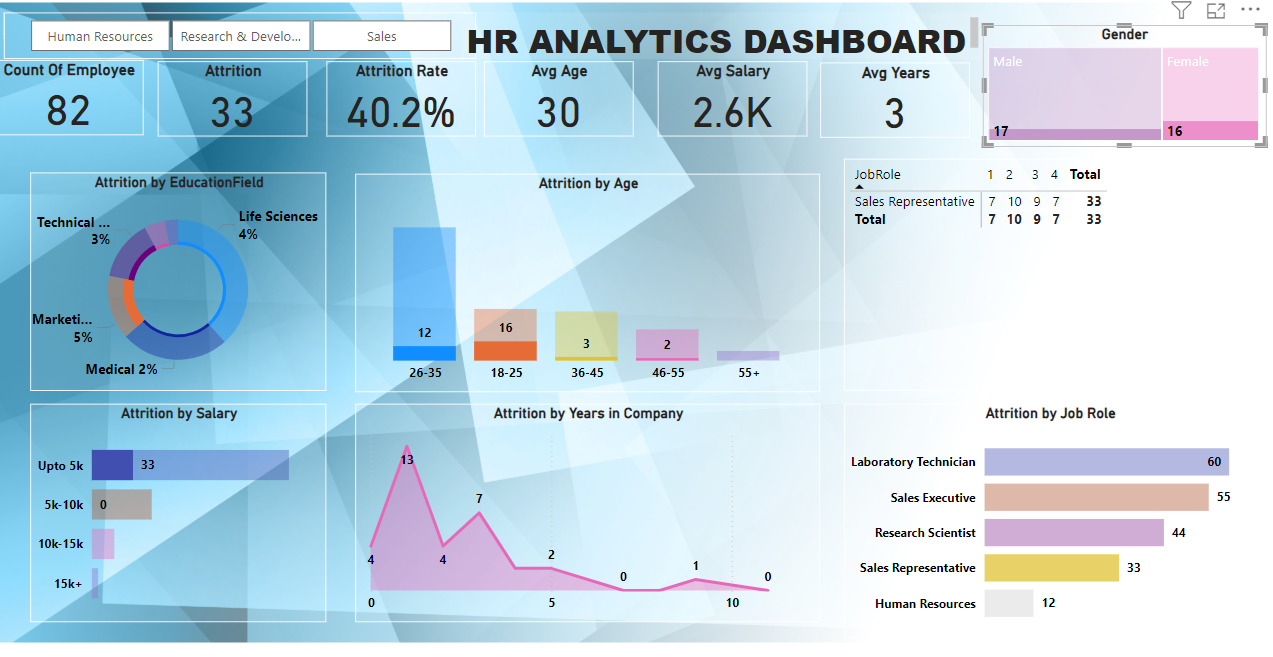 Human Resources
Research & Develo...
Sales
HR ANALYTICS DASHBOARD
Gender
Male
Female
17
16
Count Of Employee
82
Attrition
33
Attrition Rate
40.2%
Avg Age
30
Avg Salary
2.6K
Avg Years
3
Attrition by EducationField
Technical ...
3%
Life Sciences
4%
Marketi...
5%
Medical 2%
Attrition by Age
12
16
3
2
26-35
18-25
36-45
46-55
55+
JobRole 1 2 3 4 Total
Sales Representative 7 10 9 7 33
Total 7 10 9 7 33
Attrition by Salary
Upto 5k 33
5k-10k 0
10k-15k
15k+
Attrition by Years in Company
13
7
4
4
2
0
1
0
0
5
10
Attrition by Job Role
Laboratory Technician 60
Sales Executive 55
Research Scientist 44
Sales Representative 33
Human Resources 12